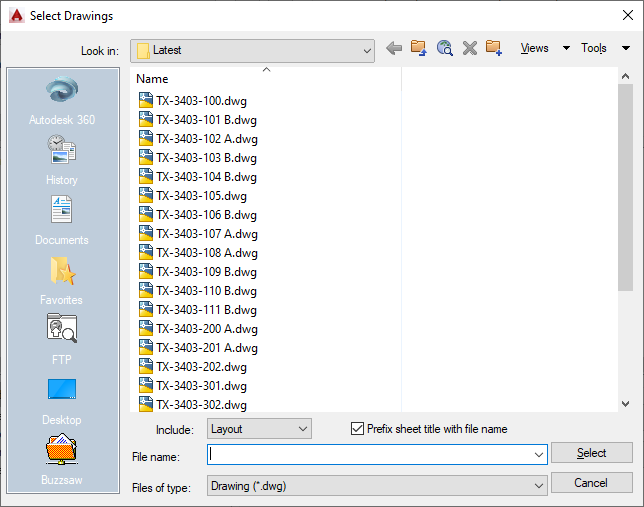 Select Drawings
Look in: Latest Views Tools
Name
Autodesk 360
History
Documents
Favorites
FTP
Desktop
Buzzsaw
TX-3403-100.dwg
TX-3403-101 B.dwg
TX-3403-102 A.dwg
TX-3403-103 B.dwg
TX-3403-104 B.dwg
TX-3403-105.dwg
TX-3403-106 B.dwg
TX-3403-107 A.dwg
TX-3403-108 A.dwg
TX-3403-109 B.dwg
TX-3403-110 B.dwg
TX-3403-111 B.dwg
TX-3403-200 A.dwg
TX-3403-201 A.dwg
TX-3403-202.dwg
TX-3403-301.dwg
TX-3403-302.dwg
Include: Layout Prefix sheet title with file name
File name: Select
Files of type: Drawing (*.dwg) Cancel